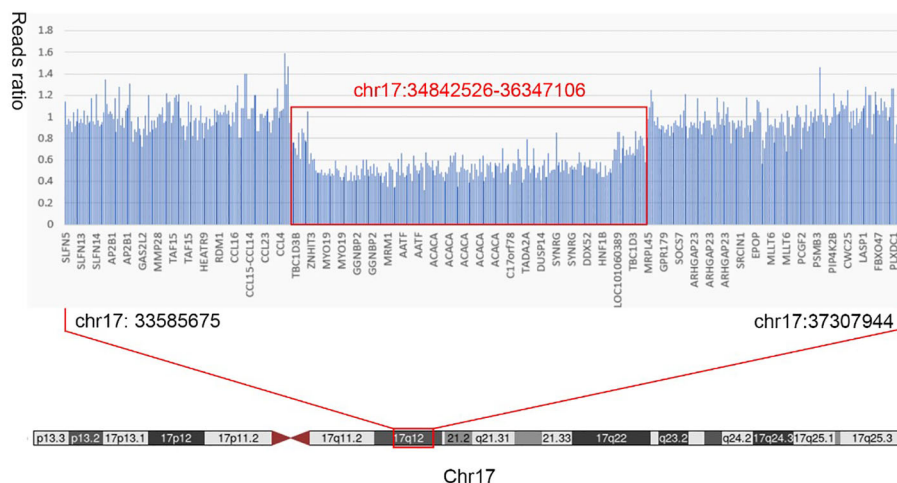 Reads ratio
1.8
1.6
1.4
1.2
1
0.8
0.6
0.4
0.2
0
chr17:34842526-36347106
SLFN5
SLFN13
SLFN14
AP2B1
AP2B1
GAS2L2
MMP28
TAF15
TAF15
HEATR9
RDM1
CCL16
CCL15-CCL14
CCL23
CCL4
TBC1D3B
ZNHIT3
MYO19
MYO19
GGNBP2
GGNBP2
MRM1
AATF
AATF
ACACA
ACACA
ACACA
ACACA
ACACA
C17orf78
TADA2A
DUSP14
SYNRG
SYNRG
DDX52
HNF1B
LOC101060389
TBC1D3
MRPL45
GPR179
SOCS7
ARHGAP23
ARHGAP23
ARHGAP23
SRCIN1
EPOP
MLLT6
MLLT6
PCGF2
PSMB3
PIP4K2B
CWC25
LASP1
FBXO47
PLXDC1
chr17: 33585675
chr17:37307944
p13.3 p13.2 17p13.1 17p12 17p11.2 17q11.2 17q12 21.2 q21.31 21.33 17q22 q23.2 q24.2 17q24.3 17q25.1 17q25.3
Chr17